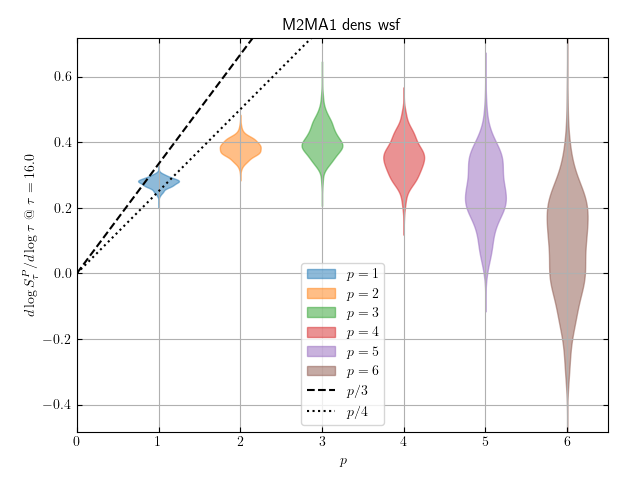 M2MA1 dens wsf
d log S_τ^P / d log τ @ τ = 16.0
0.6
0.4
0.2
0.0
−0.2
−0.4
p = 1
p = 2
p = 3
p = 4
p = 5
p = 6
p/3
p/4
0 1 2 3 4 5 6
p